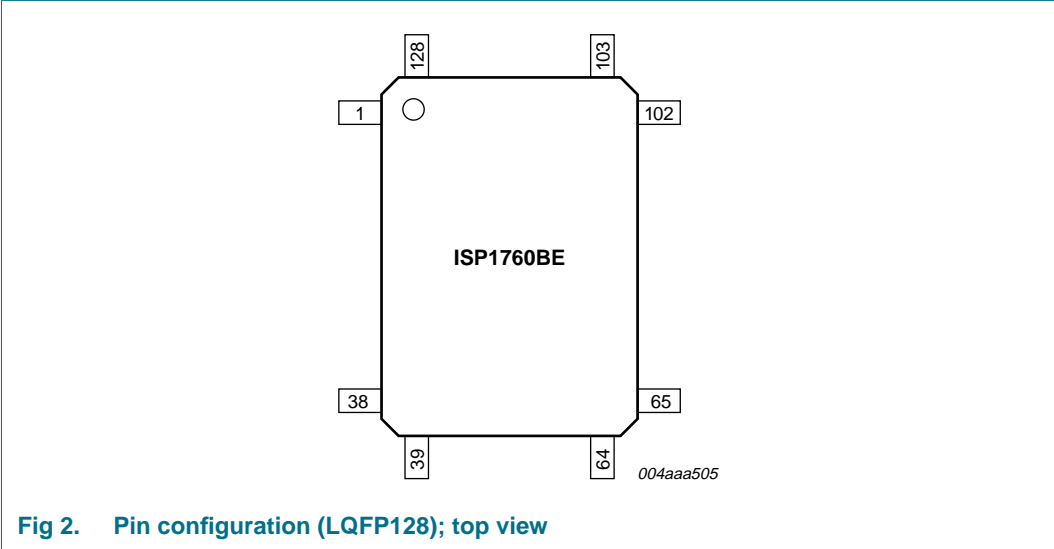 128
103
1
102
ISP1760BE
38
65
39
64
004aaa505
Fig 2. Pin configuration (LQFP128); top view